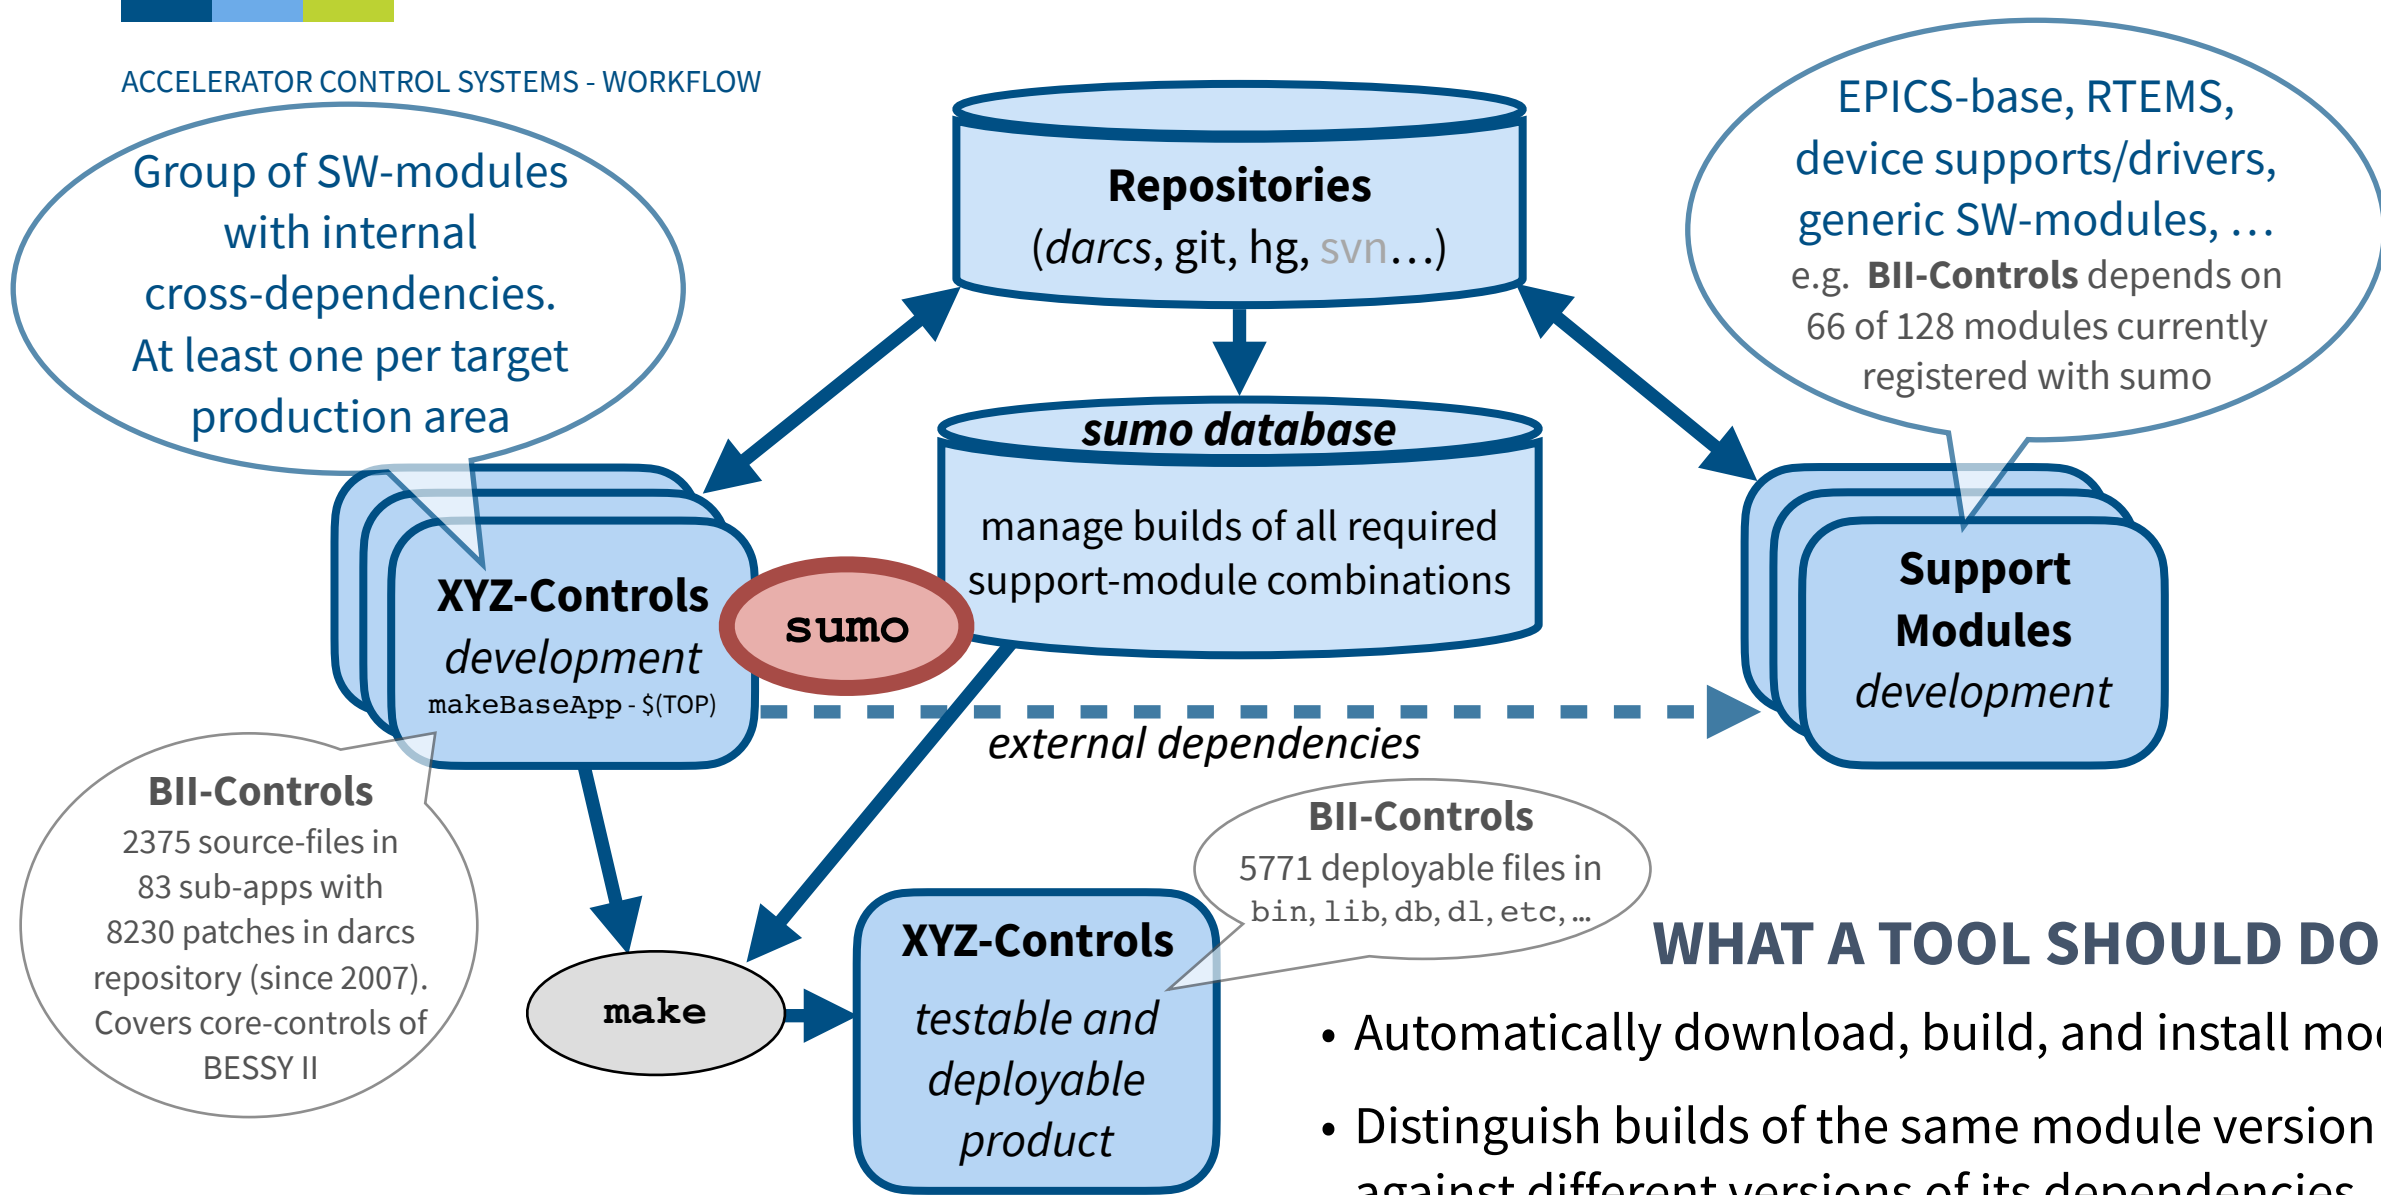 ACCELERATOR CONTROL SYSTEMS - WORKFLOW
Group of SW-modules
with internal
cross-dependencies.
At least one per target
production area
Repositories
(darcs, git, hg, svn…)
EPICS-base, RTEMS,
device supports/drivers,
generic SW-modules, …
e.g. BII-Controls depends on
66 of 128 modules currently
registered with sumo
sumo database
manage builds of all required
support-module combinations
XYZ-Controls
development
makeBaseApp - $(TOP)
sumo
Support
Modules
development
external dependencies
BII-Controls
2375 source-files in
83 sub-apps with
8230 patches in darcs
repository (since 2007).
Covers core-controls of
BESSY II
BII-Controls
5771 deployable files in
bin, lib, db, dl, etc, …
make
XYZ-Controls
testable and
deployable
product
WHAT A TOOL SHOULD DO
• Automatically download, build, and install
• Distinguish builds of the same module version
against different versions of its dependencies